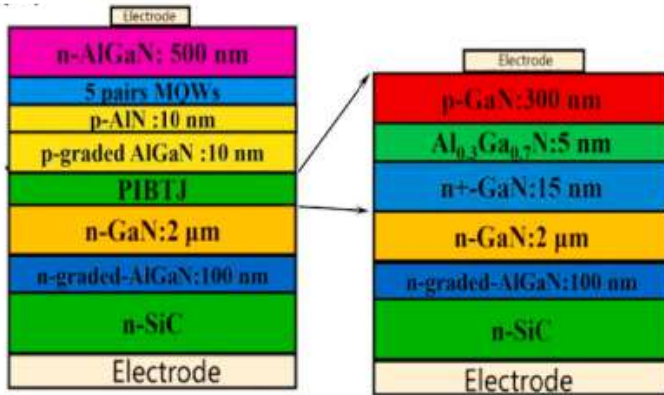 Electrode
n-AlGaN: 500 nm
5 pairs MQWs
p-AlN :10 nm
p-graded AlGaN :10 nm
PIBTJ
n-GaN:2 μm
n-graded-AlGaN:100 nm
n-SiC
Electrode
Electrode
p-GaN:300 nm
Al0.3Ga0.7N:5 nm
n+-GaN:15 nm
n-GaN:2 μm
n-graded-AlGaN:100 nm
n-SiC
Electrode